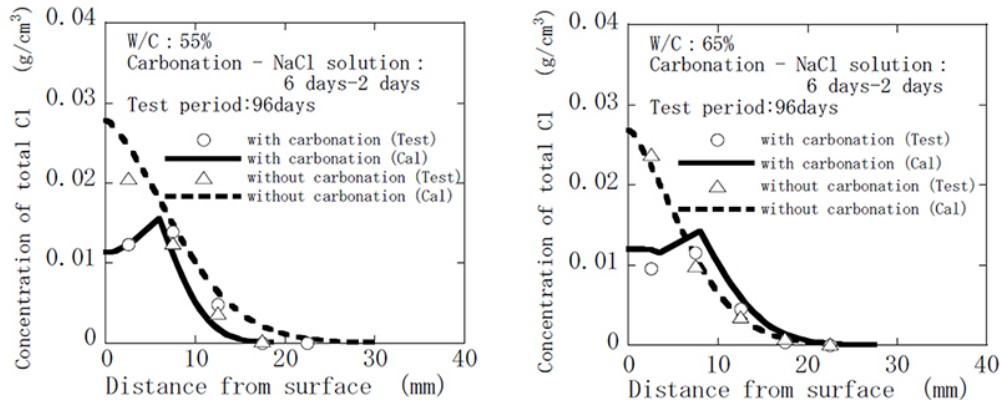 Concentration of total Cl (g/cm³)
0.04
0.03
0.02
0.01
0
W/C : 55%
Carbonation − NaCl solution :
6 days−2 days
Test period:96days
with carbonation (Test)
with carbonation (Cal)
without carbonation (Test)
without carbonation (Cal)
0 10 20 30 40
Distance from surface (mm)
Concentration of total Cl (g/cm³)
0.04
0.03
0.02
0.01
0
W/C : 65%
Carbonation − NaCl solution :
6 days−2 days
Test period:96days
with carbonation (Test)
with carbonation (Cal)
without carbonation (Test)
without carbonation (Cal)
0 10 20 30 40
Distance from surface (mm)